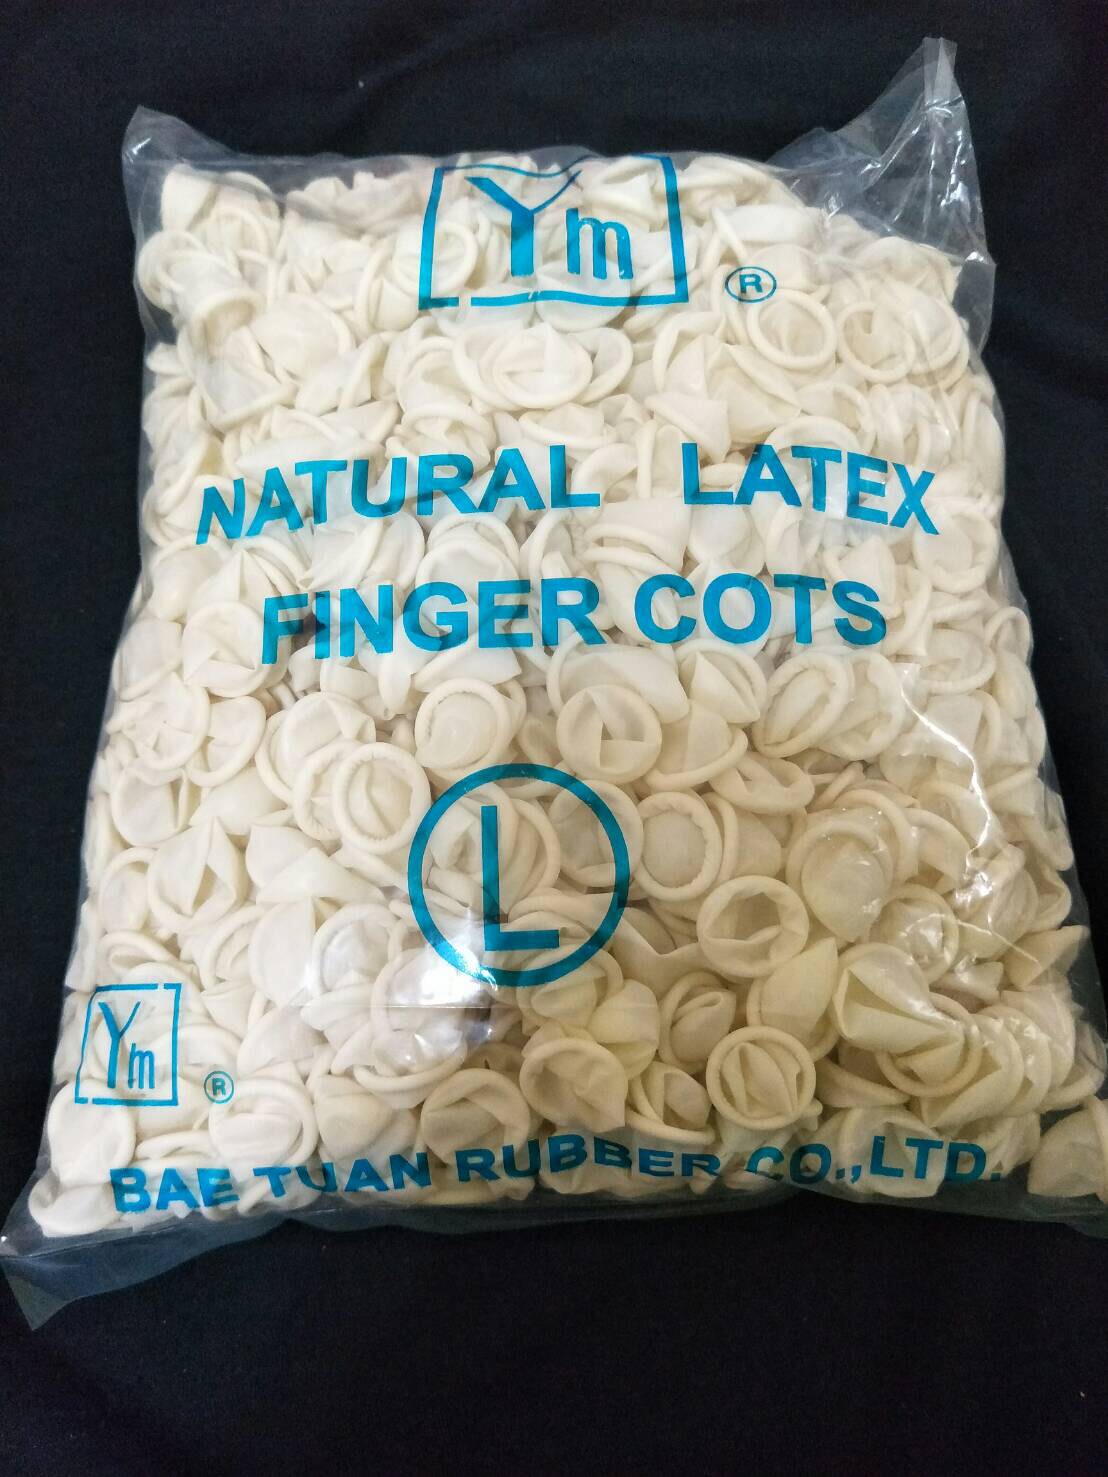 Ym
®
NATURAL LATEX
FINGER COTS
L
Ym
®
BAE TUAN RUBBER CO.,LTD.